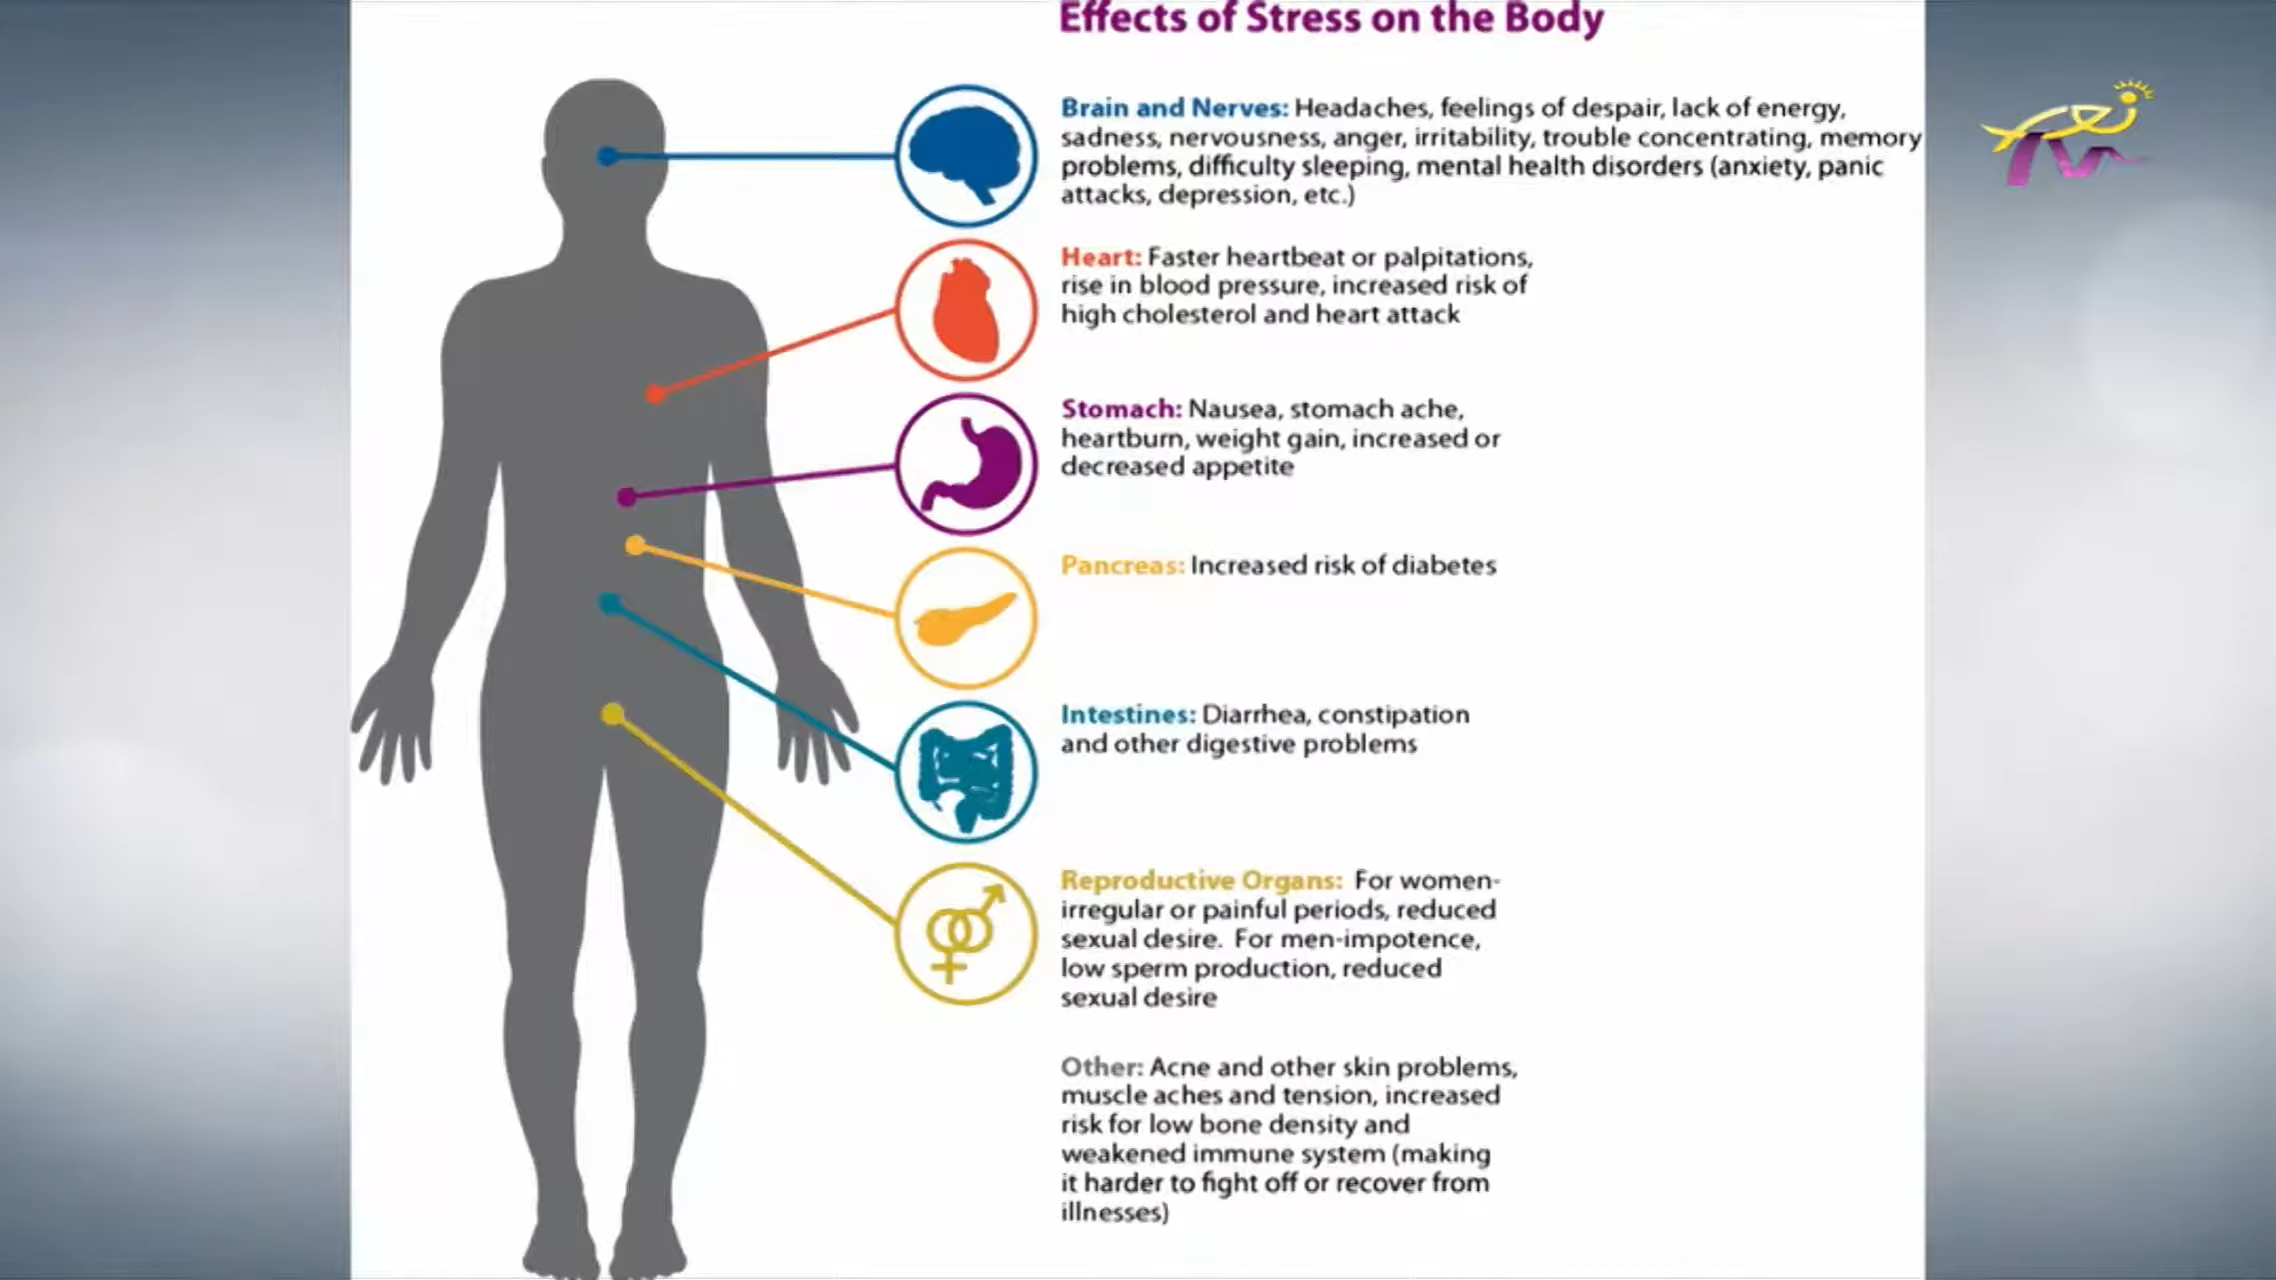 Effects of Stress on the Body
Brain and Nerves: Headaches, feelings of despair, lack of energy,
sadness, nervousness, anger, irritability, trouble concentrating, memory
problems, difficulty sleeping, mental health disorders (anxiety, panic
attacks, depression, etc.)
Heart: Faster heartbeat or palpitations,
rise in blood pressure, increased risk of
high cholesterol and heart attack
Stomach: Nausea, stomach ache,
heartburn, weight gain, increased or
decreased appetite
Pancreas: Increased risk of diabetes
Intestines: Diarrhea, constipation
and other digestive problems
Reproductive Organs: For women-
irregular or painful periods, reduced
sexual desire. For men-impotence,
low sperm production, reduced
sexual desire
Other: Acne and other skin problems,
muscle aches and tension, increased
risk for low bone density and
weakened immune system (making
it harder to fight off or recover from
illnesses)